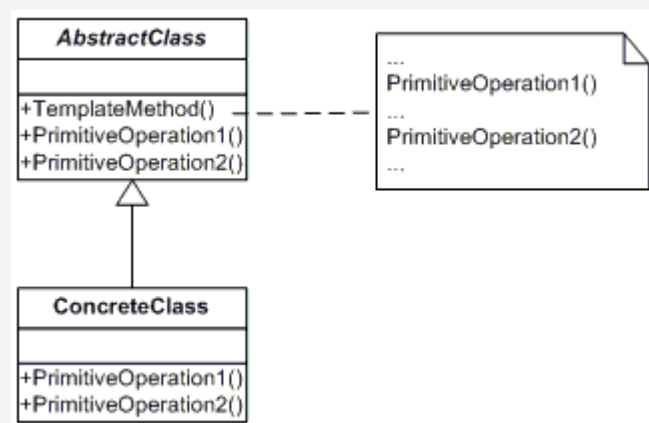 AbstractClass
+TemplateMethod()
+PrimitiveOperation1()
+PrimitiveOperation2()
...
PrimitiveOperation1()
...
PrimitiveOperation2()
...
ConcreteClass
+PrimitiveOperation1()
+PrimitiveOperation2()